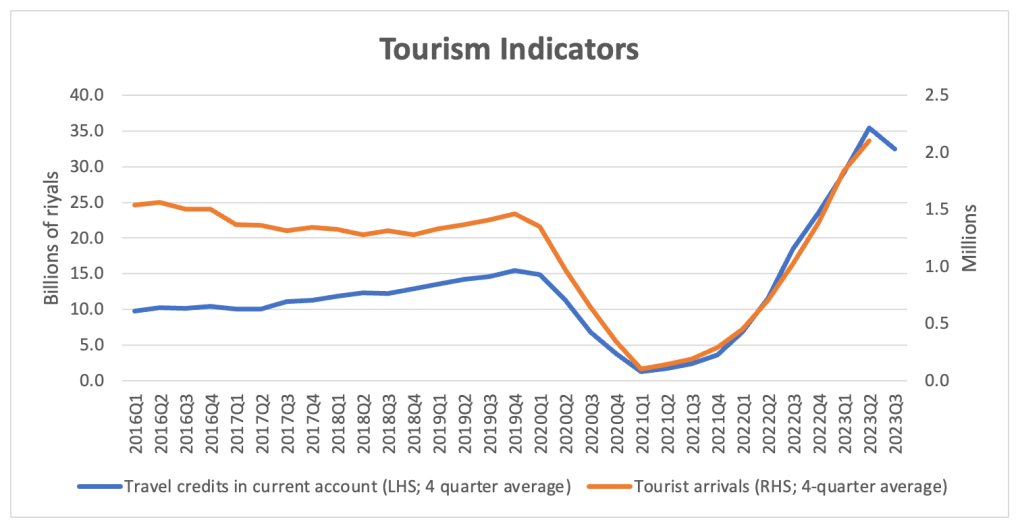 Tourism Indicators
40.0
35.0
30.0
25.0
20.0
15.0
10.0
5.0
0.0
Billions of riyals
2.5
2.0
1.5
1.0
0.5
0.0
Millions
2016Q1
2016Q2
2016Q3
2016Q4
2017Q1
2017Q2
2017Q3
2017Q4
2018Q1
2018Q2
2018Q3
2018Q4
2019Q1
2019Q2
2019Q3
2019Q4
2020Q1
2020Q2
2020Q3
2020Q4
2021Q1
2021Q2
2021Q3
2021Q4
2022Q1
2022Q2
2022Q3
2022Q4
2023Q1
2023Q2
2023Q3
Travel credits in current account (LHS; 4 quarter average)
Tourist arrivals (RHS; 4-quarter average)